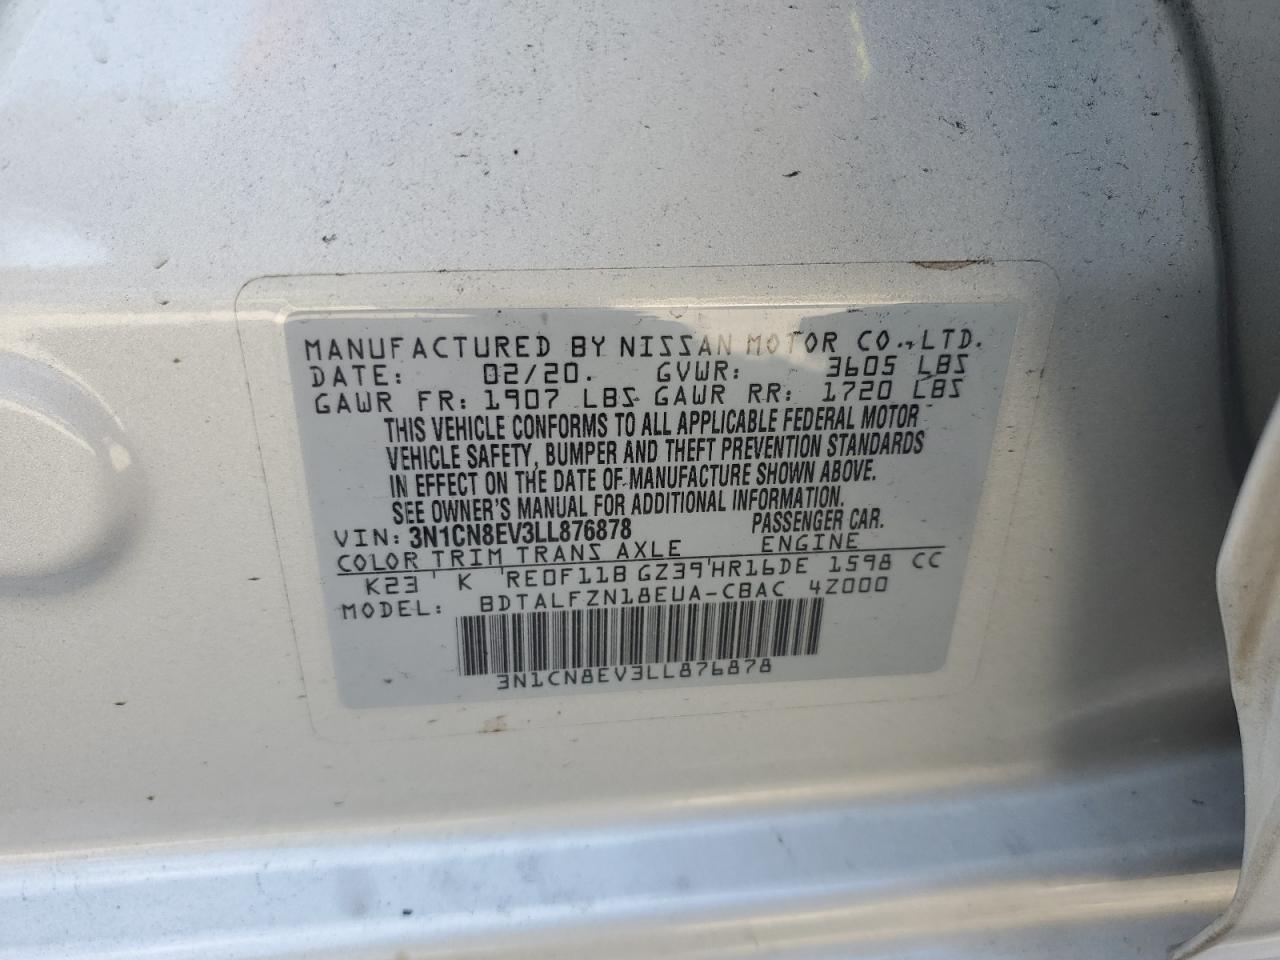 MANUFACTURED BY NISSAN MOTOR CO., LTD.
DATE: 02/20. GVWR: 3605 LBS
GAWR FR: 1907 LBS GAWR RR: 1720 LBS
THIS VEHICLE CONFORMS TO ALL APPLICABLE FEDERAL MOTOR
VEHICLE SAFETY, BUMPER AND THEFT PREVENTION STANDARDS
IN EFFECT ON THE DATE OF MANUFACTURE SHOWN ABOVE.
SEE OWNER'S MANUAL FOR ADDITIONAL INFORMATION.
VIN: 3N1CN8EV3LL876878 PASSENGER CAR.
COLOR TRIM TRANS AXLE ENGINE
K23 K RE0F11B GZ39 HR16DE 1598 CC
MODEL: BDTALFZN18EUA-CBAC 4Z000
3N1CN8EV3LL876878